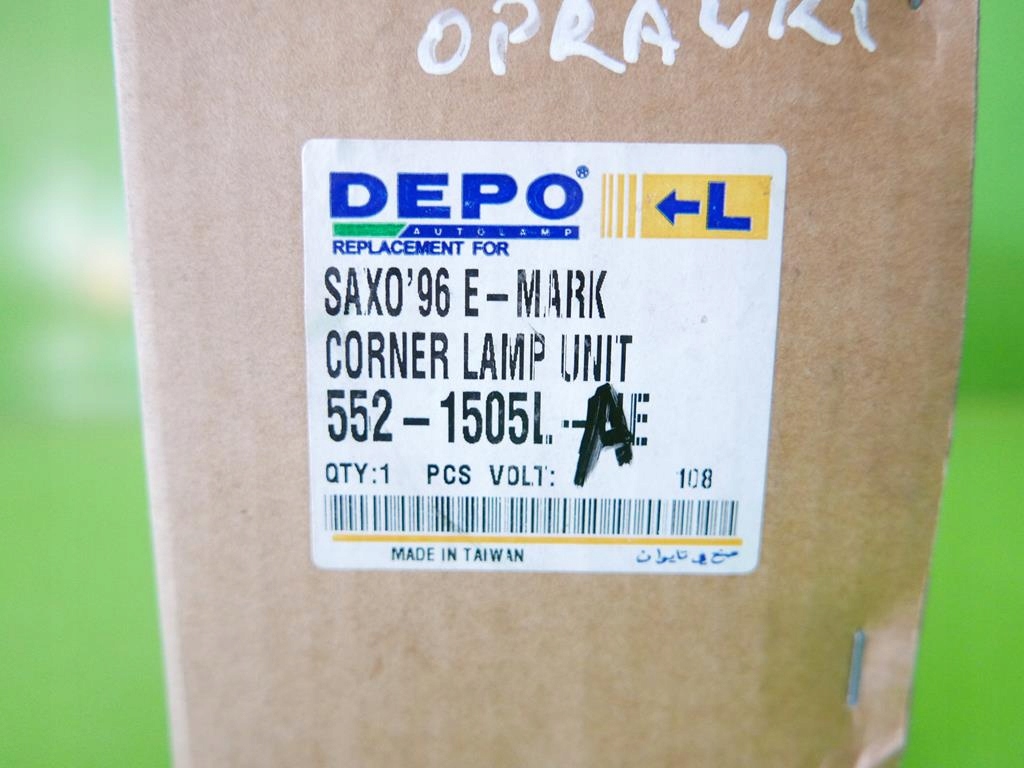 OPRAWKI
DEPO®
AUTOLAMP
←L
REPLACEMENT FOR
SAXO'96 E-MARK
CORNER LAMP UNIT
552-1505L-AE
QTY:1 PCS VOLT: 108
MADE IN TAIWAN
صنع في تايوان